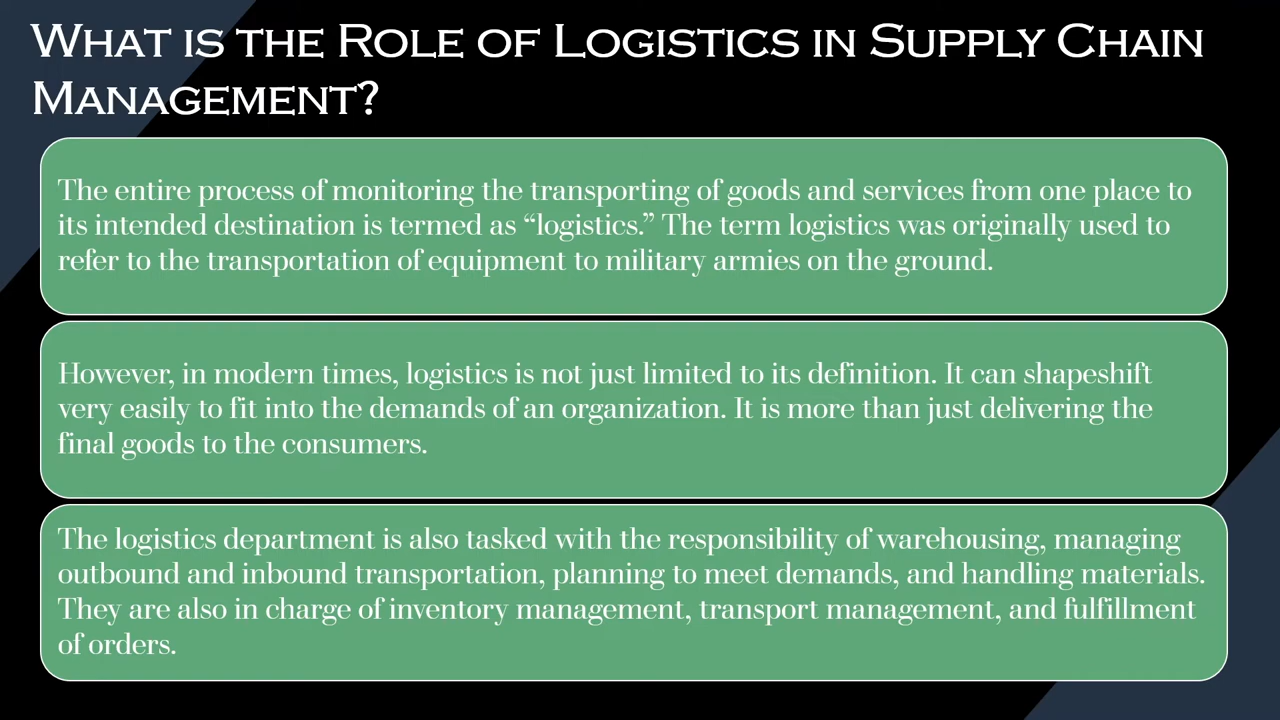 What is the Role of Logistics in Supply Chain
Management?
The entire process of monitoring the transporting of goods and services from one place to
its intended destination is termed as “logistics.” The term logistics was originally used to
refer to the transportation of equipment to military armies on the ground.
However, in modern times, logistics is not just limited to its definition. It can shapeshift
very easily to fit into the demands of an organization. It is more than just delivering the
final goods to the consumers.
The logistics department is also tasked with the responsibility of warehousing, managing
outbound and inbound transportation, planning to meet demands, and handling materials.
They are also in charge of inventory management, transport management, and fulfillment
of orders.